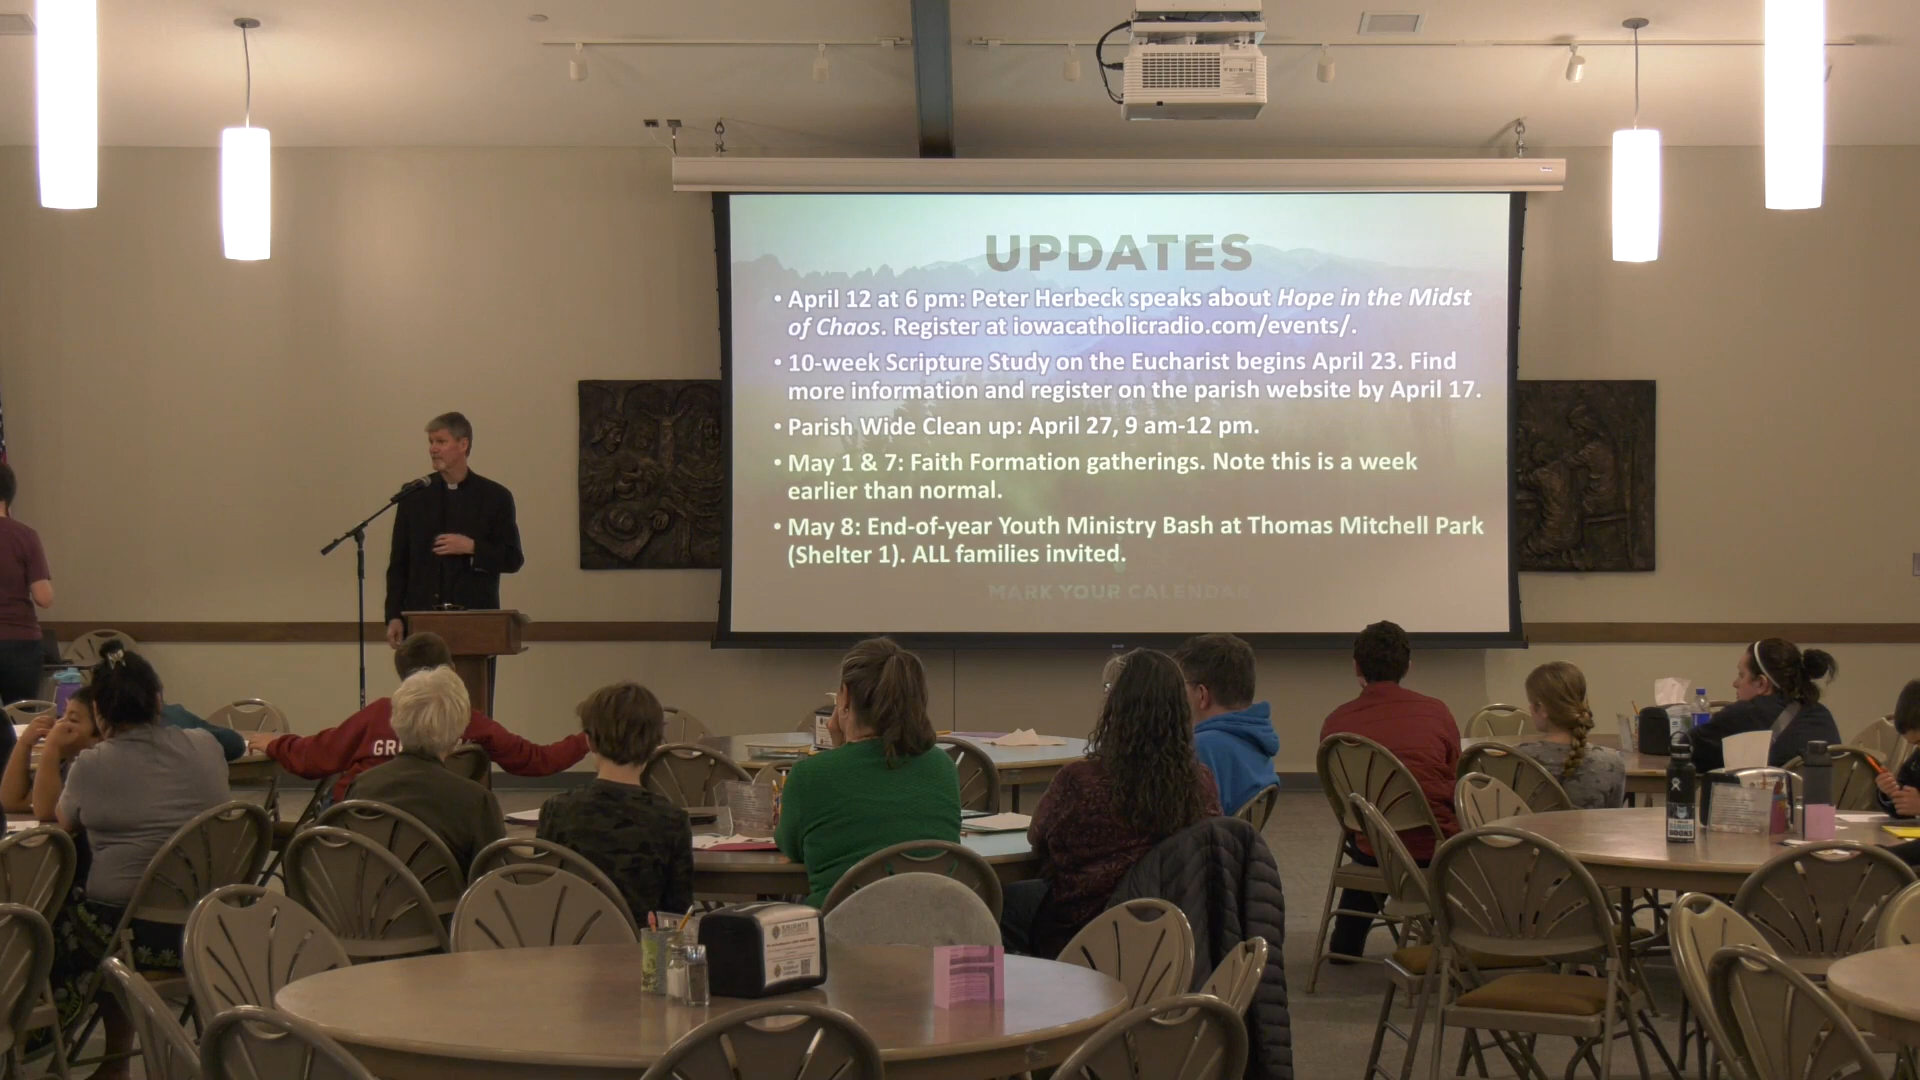 UPDATES
• April 12 at 6 pm: Peter Herbeck speaks about Hope in the Midst
of Chaos. Register at iowacatholicradio.com/events/.
• 10-week Scripture Study on the Eucharist begins April 23. Find
more information and register on the parish website by April 17.
• Parish Wide Clean up: April 27, 9 am-12 pm.
• May 1 & 7: Faith Formation gatherings. Note this is a week
earlier than normal.
• May 8: End-of-year Youth Ministry Bash at Thomas Mitchell Park
(Shelter 1). ALL families invited.
MARK YOUR CALENDAR
GR
KNIGHTS